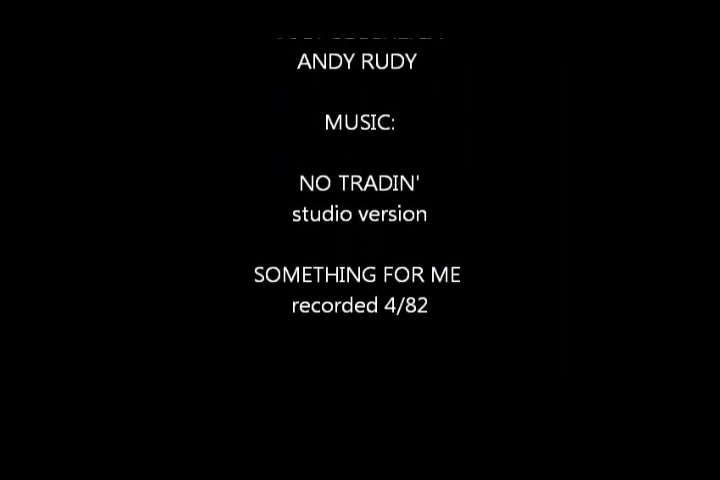 ANDY RUDY
MUSIC:
NO TRADIN'
studio version
SOMETHING FOR ME
recorded 4/82